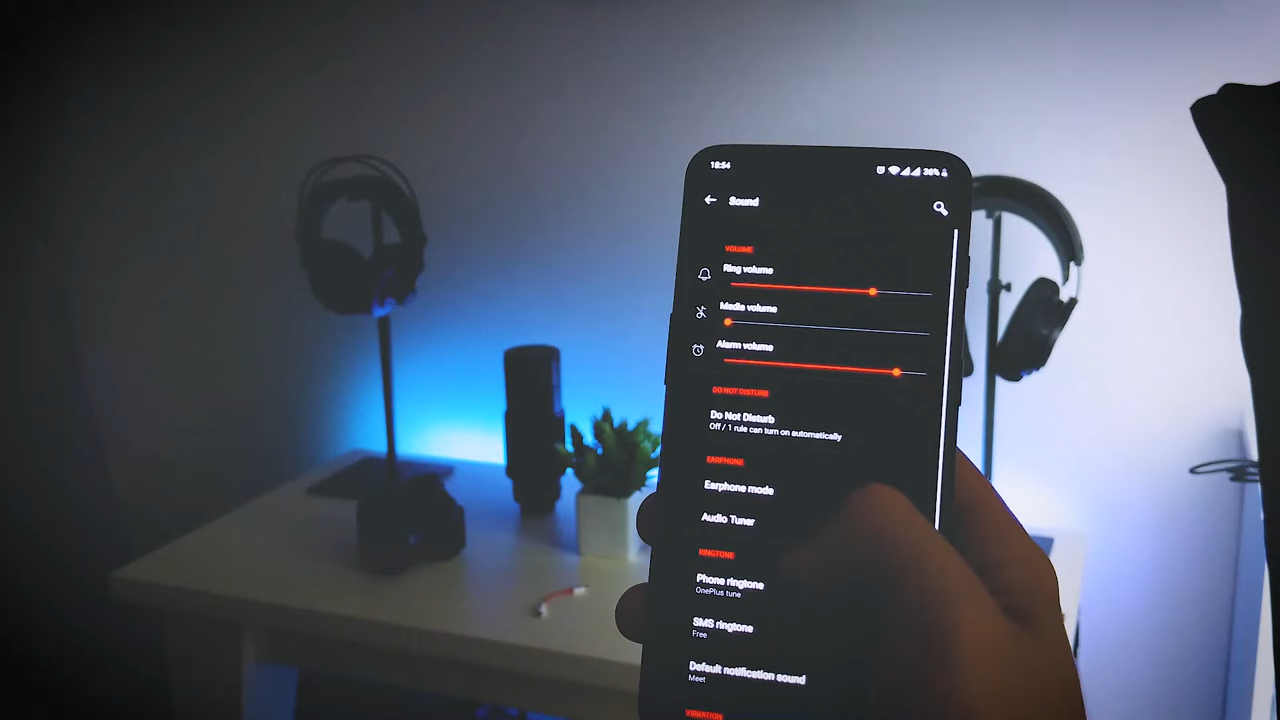 18:54
36%
Sound
VOLUME
Ring volume
Media volume
Alarm volume
DO NOT DISTURB
Do Not Disturb
Off / 1 rule can turn on automatically
EARPHONE
Earphone mode
Audio Tuner
RINGTONE
Phone ringtone
OnePlus tune
SMS ringtone
Free
Default notification sound
Meet
VIBRATION